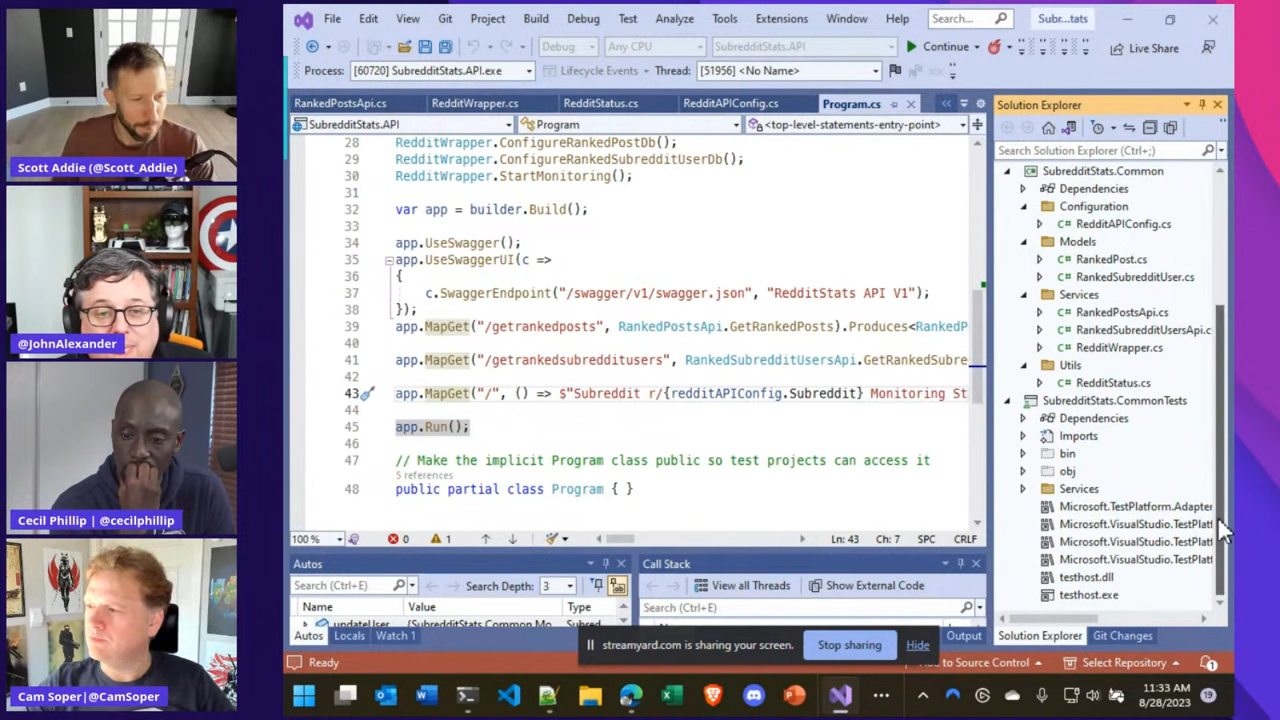 Scott Addie (@Scott_Addie)
@JohnAlexander
Cecil Phillip | @cecilphillip
Cam Soper|@CamSoper
File Edit View Git Project Build Debug Test Analyze Tools Extensions Window Help Search... Subr...tats
Debug: Any CPU SubredditStats.API Continue Live Share
Process: [60720] SubredditStats.API.exe Lifecycle Events Thread: [51956] <No Name>
RankedPostsApi.cs RedditWrapper.cs RedditStatus.cs RedditAPIConfig.cs Program.cs
SubredditStats.API Program <top-level-statements-entry-point>
28 RedditWrapper.ConfigureRankedPostDb();
29 RedditWrapper.ConfigureRankedSubredditUserDb();
30 RedditWrapper.StartMonitoring();
31
32 var app = builder.Build();
33
34 app.UseSwagger();
35 app.UseSwaggerUI(c =>
36 {
37 c.SwaggerEndpoint("/swagger/v1/swagger.json", "RedditStats API V1");
38 });
39 app.MapGet("/getrankedposts", RankedPostsApi.GetRankedPosts).Produces<RankedP
40
41 app.MapGet("/getrankedsubredditusers", RankedSubredditUsersApi.GetRankedSubre
42
43 app.MapGet("/", () => $"Subreddit r/{redditAPIConfig.Subreddit} Monitoring St
44
45 app.Run();
46
47 // Make the implicit Program class public so test projects can access it
5 references
48 public partial class Program { }
100 % 0 1 Ln: 43 Ch: 7 SPC CRLF
Autos
Search (Ctrl+E) Search Depth: 3
Name Value Type
updateUser {SubredditStats.Common.Mo Subred
Autos Locals Watch 1
Call Stack
View all Threads Show External Code
Search (Ctrl+E)
Output
Solution Explorer
Search Solution Explorer (Ctrl+;)
SubredditStats.Common
Dependencies
Configuration
RedditAPIConfig.cs
Models
RankedPost.cs
RankedSubredditUser.cs
Services
RankedPostsApi.cs
RankedSubredditUsersApi.c
RedditWrapper.cs
Utils
RedditStatus.cs
SubredditStats.CommonTests
Dependencies
Imports
bin
obj
Services
Microsoft.TestPlatform.Adapter
Microsoft.VisualStudio.TestPlatf
Microsoft.VisualStudio.TestPlatf
Microsoft.VisualStudio.TestPlatf
testhost.dll
testhost.exe
Solution Explorer Git Changes
streamyard.com is sharing your screen. Stop sharing Hide
Ready to Source Control Select Repository 1
11:33 AM
8/28/2023
19